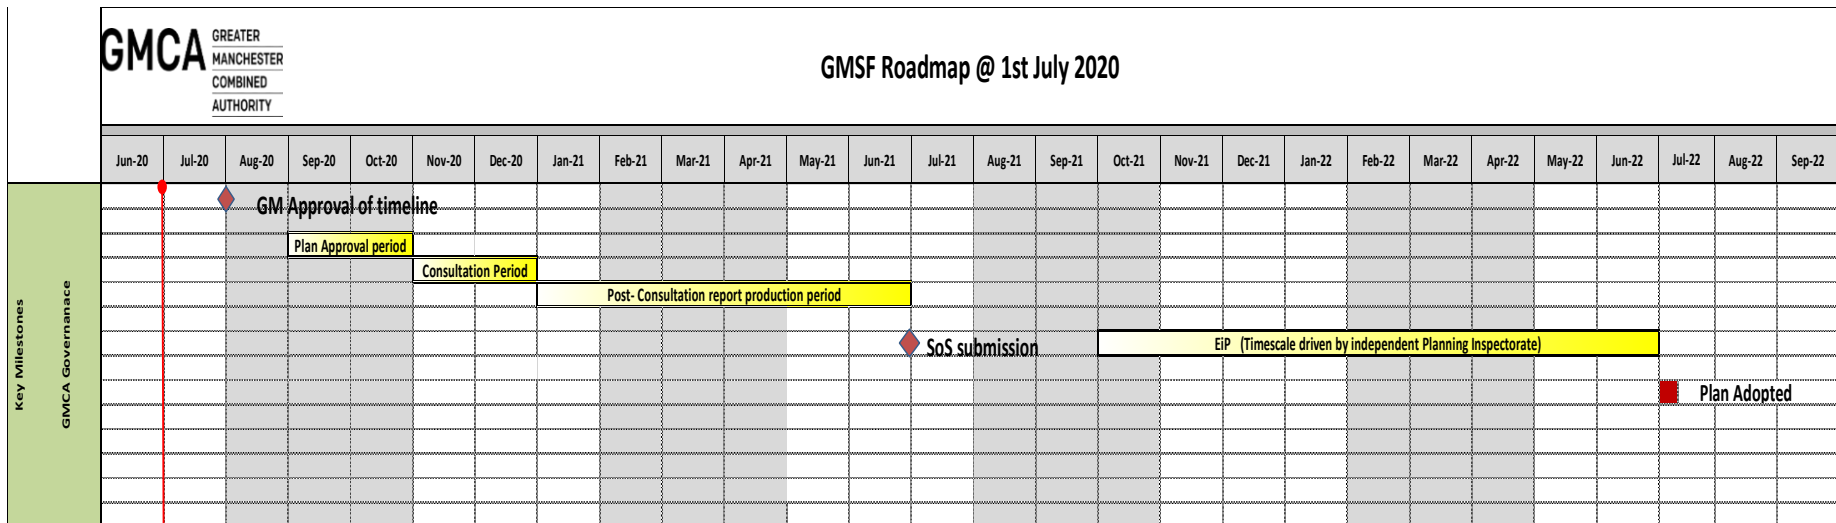 GMCA
GREATER
MANCHESTER
COMBINED
AUTHORITY
GMSF Roadmap @ 1st July 2020
Jun-20 Jul-20 Aug-20 Sep-20 Oct-20 Nov-20 Dec-20 Jan-21 Feb-21 Mar-21 Apr-21 May-21 Jun-21 Jul-21 Aug-21 Sep-21 Oct-21 Nov-21 Dec-21 Jan-22 Feb-22 Mar-22 Apr-22 May-22 Jun-22 Jul-22 Aug-22 Sep-22
Key Milestones
GMCA Governanace
GM Approval of timeline
Plan Approval period
Consultation Period
Post- Consultation report production period
SoS submission
EiP (Timescale driven by independent Planning Inspectorate)
Plan Adopted